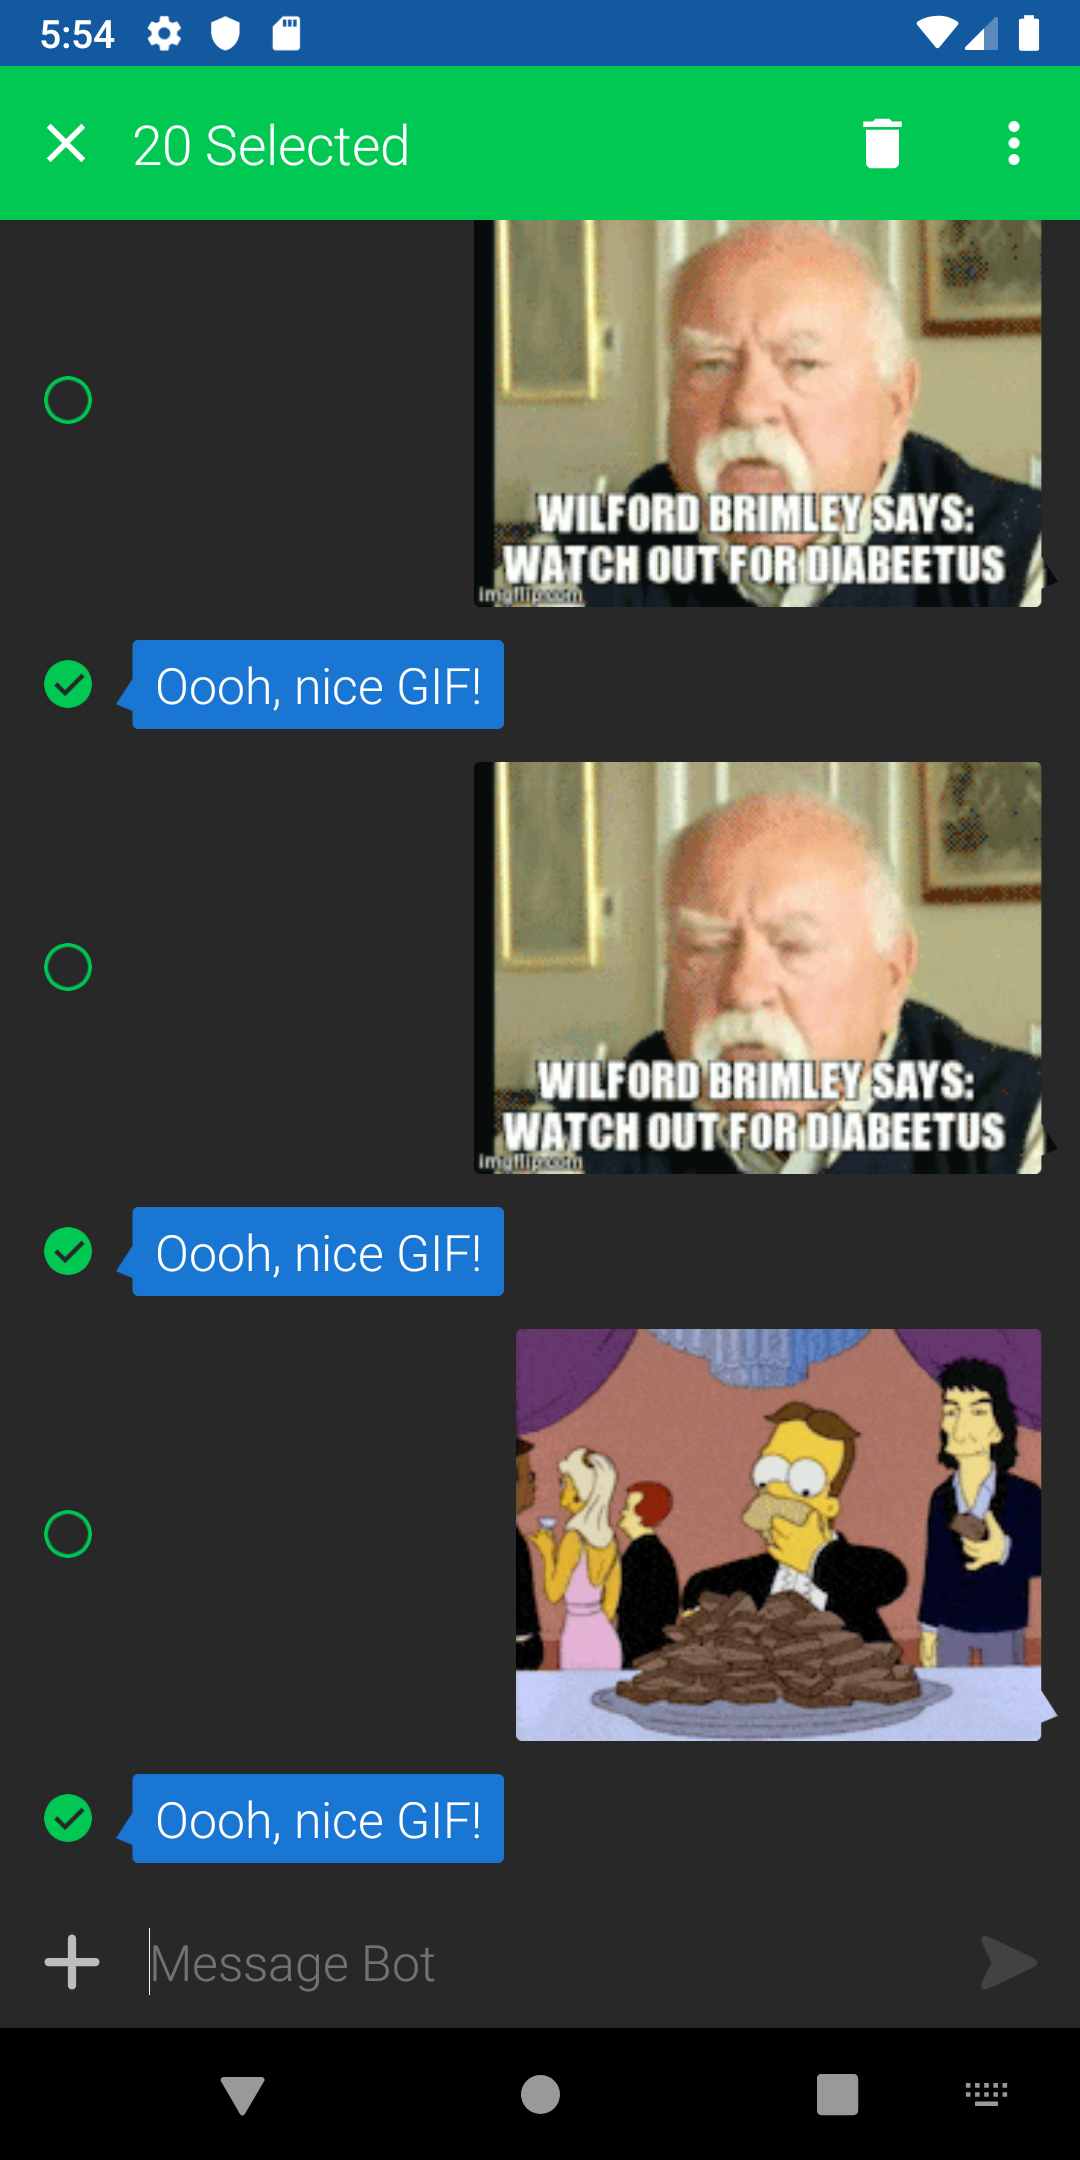 5:54
20 Selected
WILFORD BRIMLEY SAYS:
WATCH OUT FOR DIABEETUS
imgflip.com
Oooh, nice GIF!
WILFORD BRIMLEY SAYS:
WATCH OUT FOR DIABEETUS
imgflip.com
Oooh, nice GIF!
Oooh, nice GIF!
Message Bot